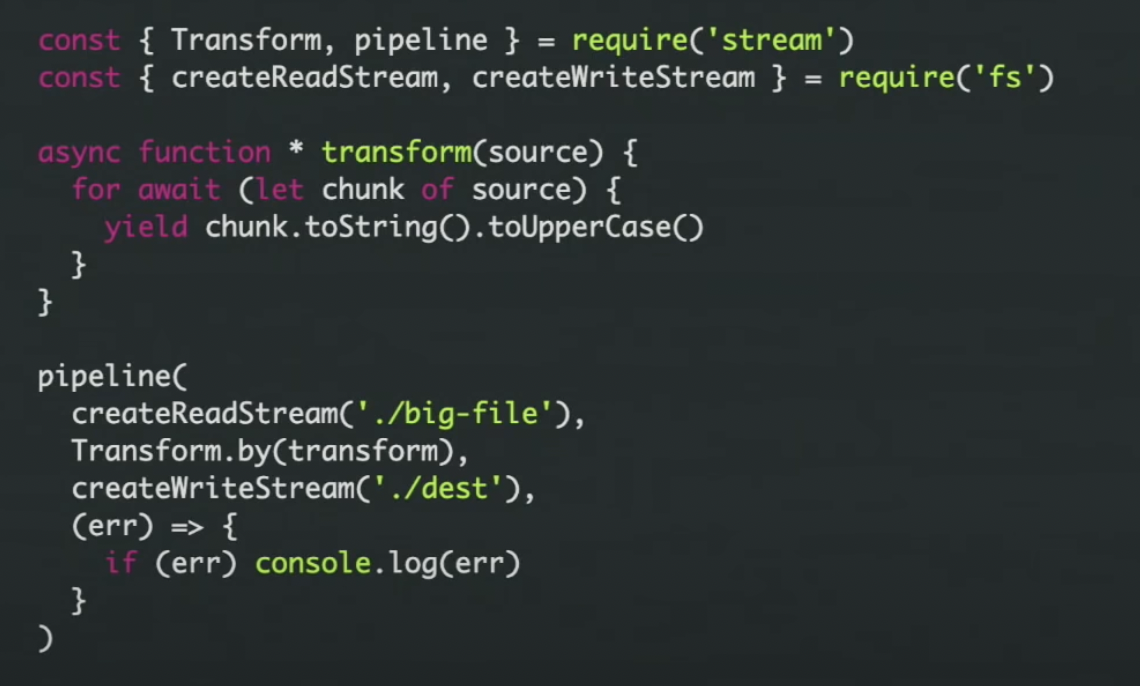 const { Transform, pipeline } = require('stream')
const { createReadStream, createWriteStream } = require('fs')
async function * transform(source) {
for await (let chunk of source) {
yield chunk.toString().toUpperCase()
}
}
pipeline(
createReadStream('./big-file'),
Transform.by(transform),
createWriteStream('./dest'),
(err) => {
if (err) console.log(err)
}
)